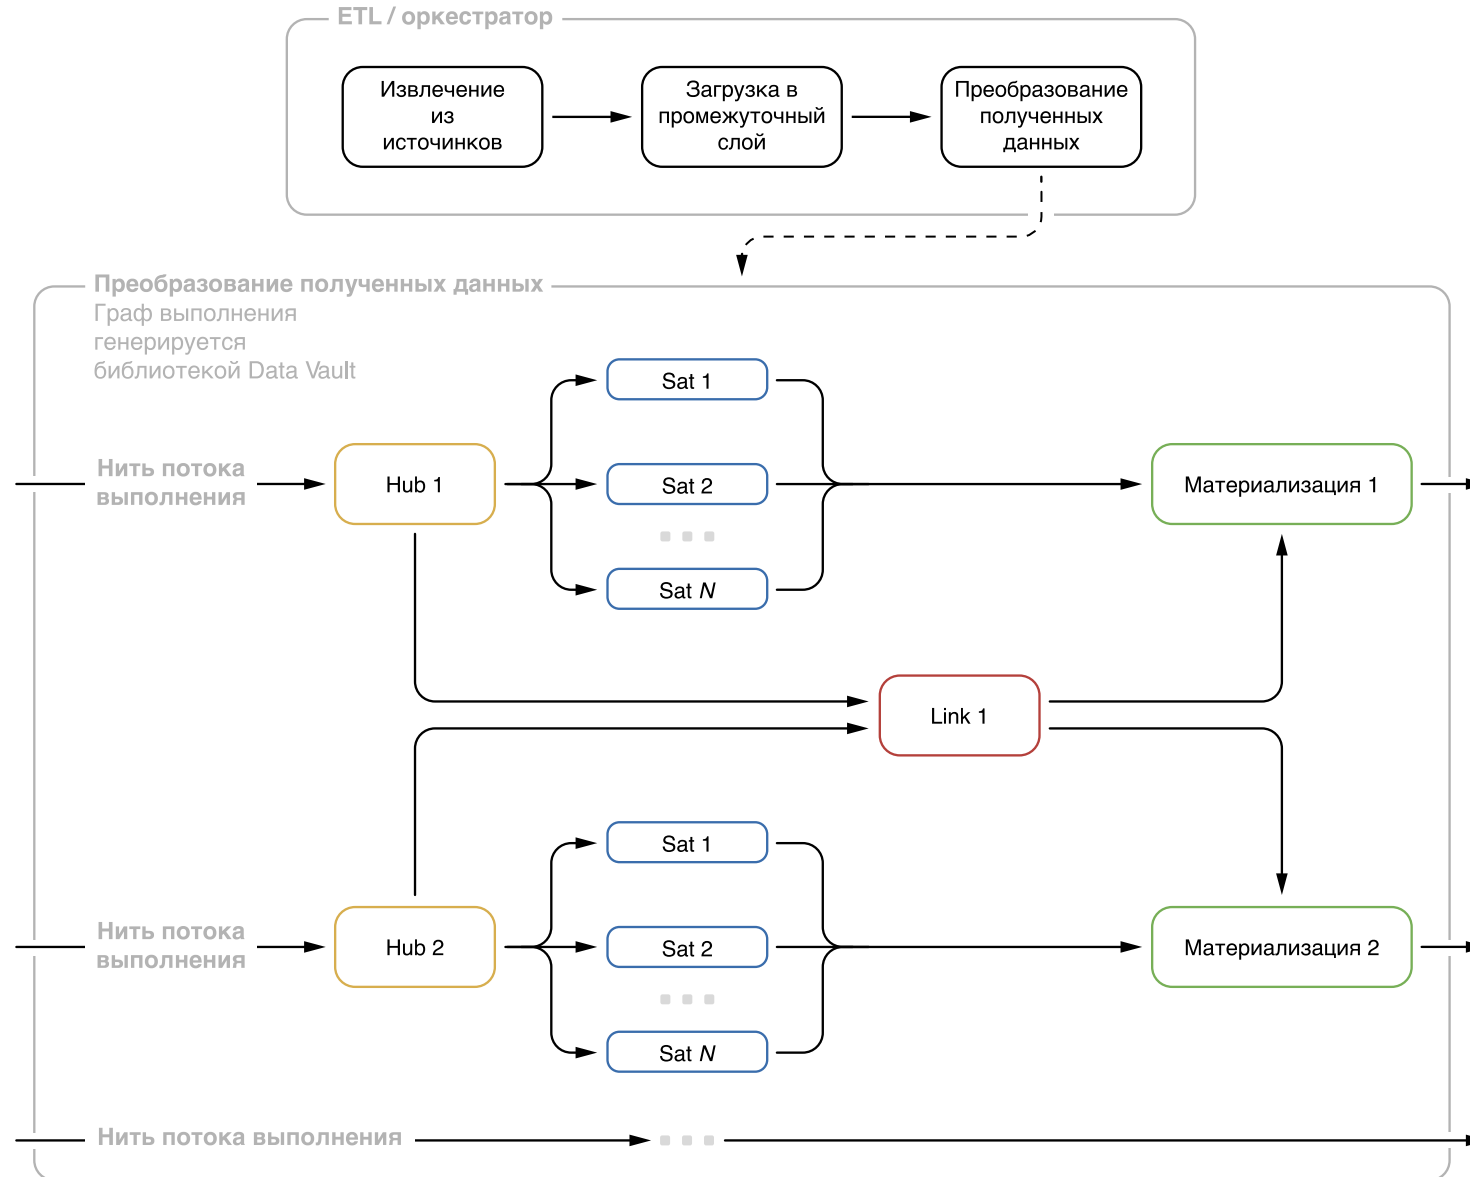 ETL / оркестратор
Извлечение
из
источинков
Загрузка в
промежуточный
слой
Преобразование
полученных
данных
Преобразование полученных данных
Граф выполнения
генерируется
библиотекой Data Vault
Нить потока
выполнения
Hub 1
Sat 1
Sat 2
Sat N
Материализация 1
Link 1
Нить потока
выполнения
Hub 2
Sat 1
Sat 2
Sat N
Материализация 2
Нить потока выполнения